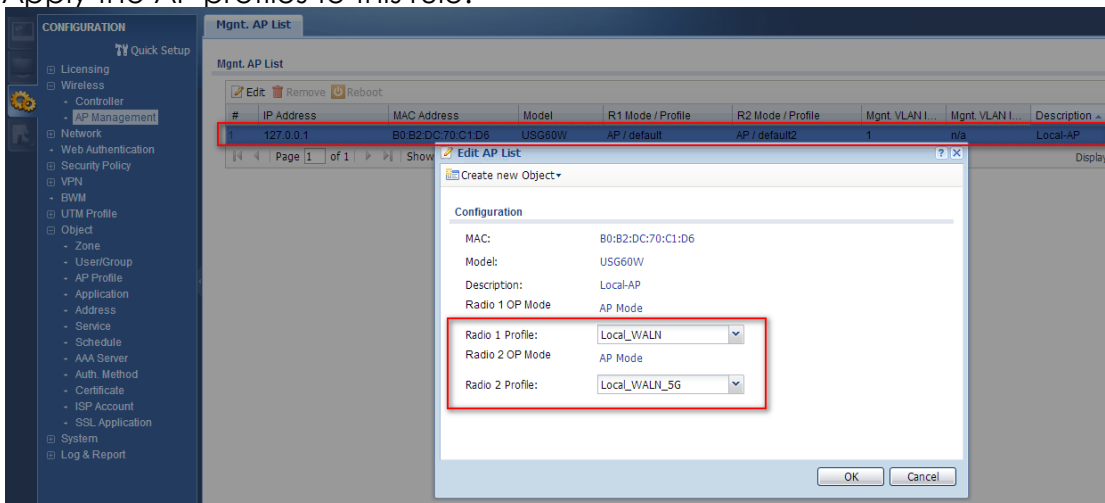 Apply the AP profiles to this rule.
CONFIGURATION
Quick Setup
Licensing
Wireless
Controller
AP Management
Network
Web Authentication
Security Policy
VPN
BWM
UTM Profile
Object
Zone
User/Group
AP Profile
Application
Address
Service
Schedule
AAA Server
Auth. Method
Certificate
ISP Account
SSL Application
System
Log & Report
Mgnt. AP List
Mgnt. AP List
Edit Remove Reboot
# IP Address MAC Address Model R1 Mode / Profile R2 Mode / Profile Mgnt. VLAN I... Mgnt. VLAN I... Description
1 127.0.0.1 B0:B2:DC:70:C1:D6 USG60W AP / default AP / default2 1 n/a Local-AP
Page 1 of 1 Show
Display
Edit AP List
Create new Object
Configuration
MAC: B0:B2:DC:70:C1:D6
Model: USG60W
Description: Local-AP
Radio 1 OP Mode AP Mode
Radio 1 Profile: Local_WALN
Radio 2 OP Mode AP Mode
Radio 2 Profile: Local_WALN_5G
OK Cancel